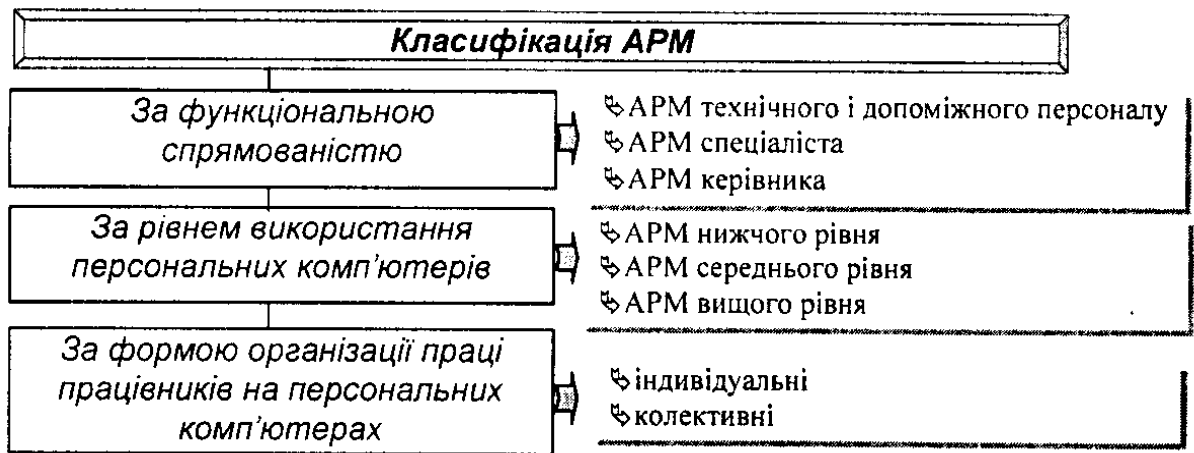 Класифікація АРМ
За функціональною
спрямованістю
АРМ технічного і допоміжного персоналу
АРМ спеціаліста
АРМ керівника
За рівнем використання
персональних комп'ютерів
АРМ нижчого рівня
АРМ середнього рівня
АРМ вищого рівня
За формою організації праці
працівників на персональних
комп'ютерах
індивідуальні
колективні